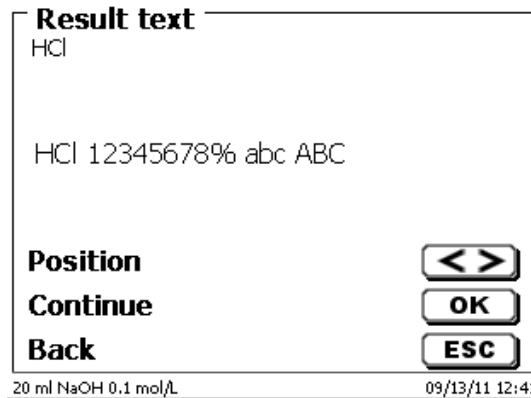 Result text
HCl
HCl 12345678% abc ABC
Position < >
Continue OK
Back ESC
20 ml NaOH 0.1 mol/L 09/13/11 12:4